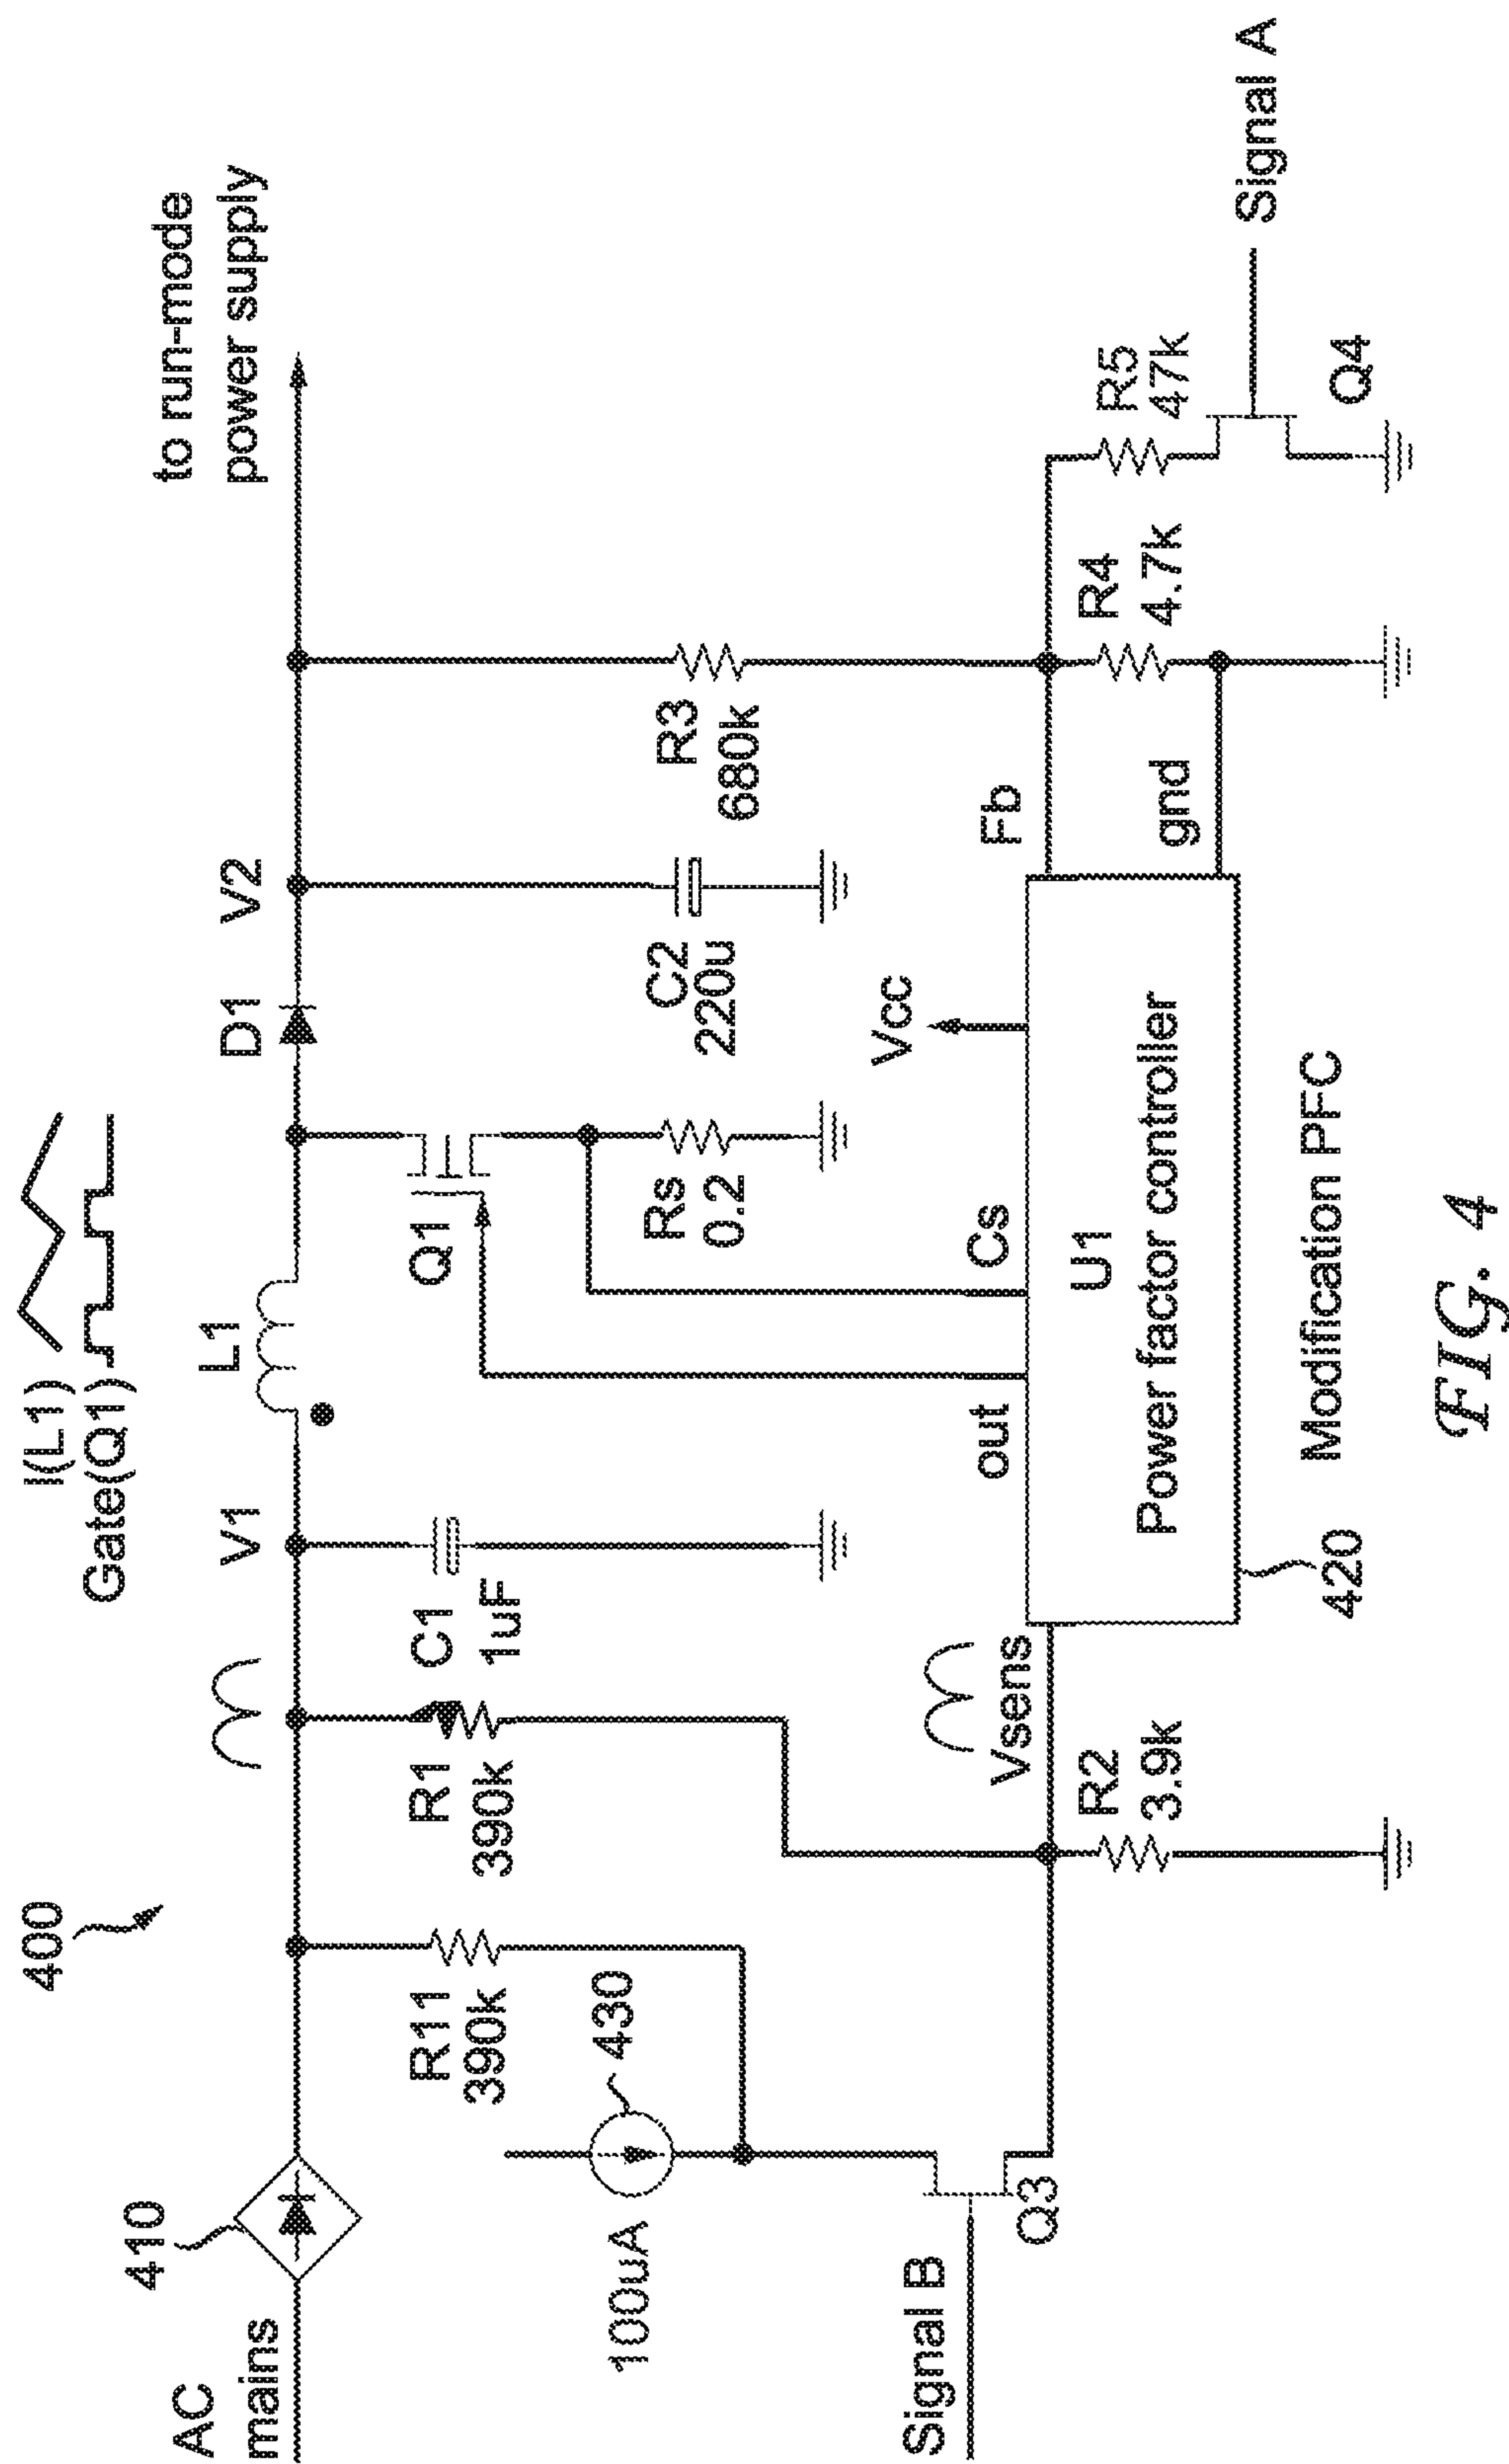 I(L1)
Gate(Q1)
to run-mode
power supply
400
410
AC
mains
V1
L1
D1
V2
R11
390k
R1
390k
C1
1uF
Q1
Rs
0.2
C2
220u
R3
680k
100uA
430
Signal B
Q3
Vsens
out
Cs
Vcc
Fb
gnd
R2
3.9k
U1
Power factor controller
R4
4.7k
R5
47k
Signal A
Q4
420
Modification PFC
FIG. 4